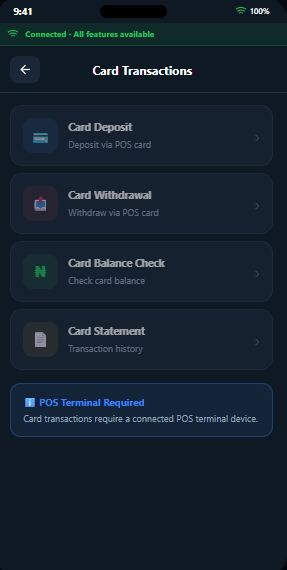 9:41
100%
Connected · All features available
Card Transactions
Card Deposit
Deposit via POS card
Card Withdrawal
Withdraw via POS card
₦
Card Balance Check
Check card balance
Card Statement
Transaction history
POS Terminal Required
Card transactions require a connected POS terminal device.